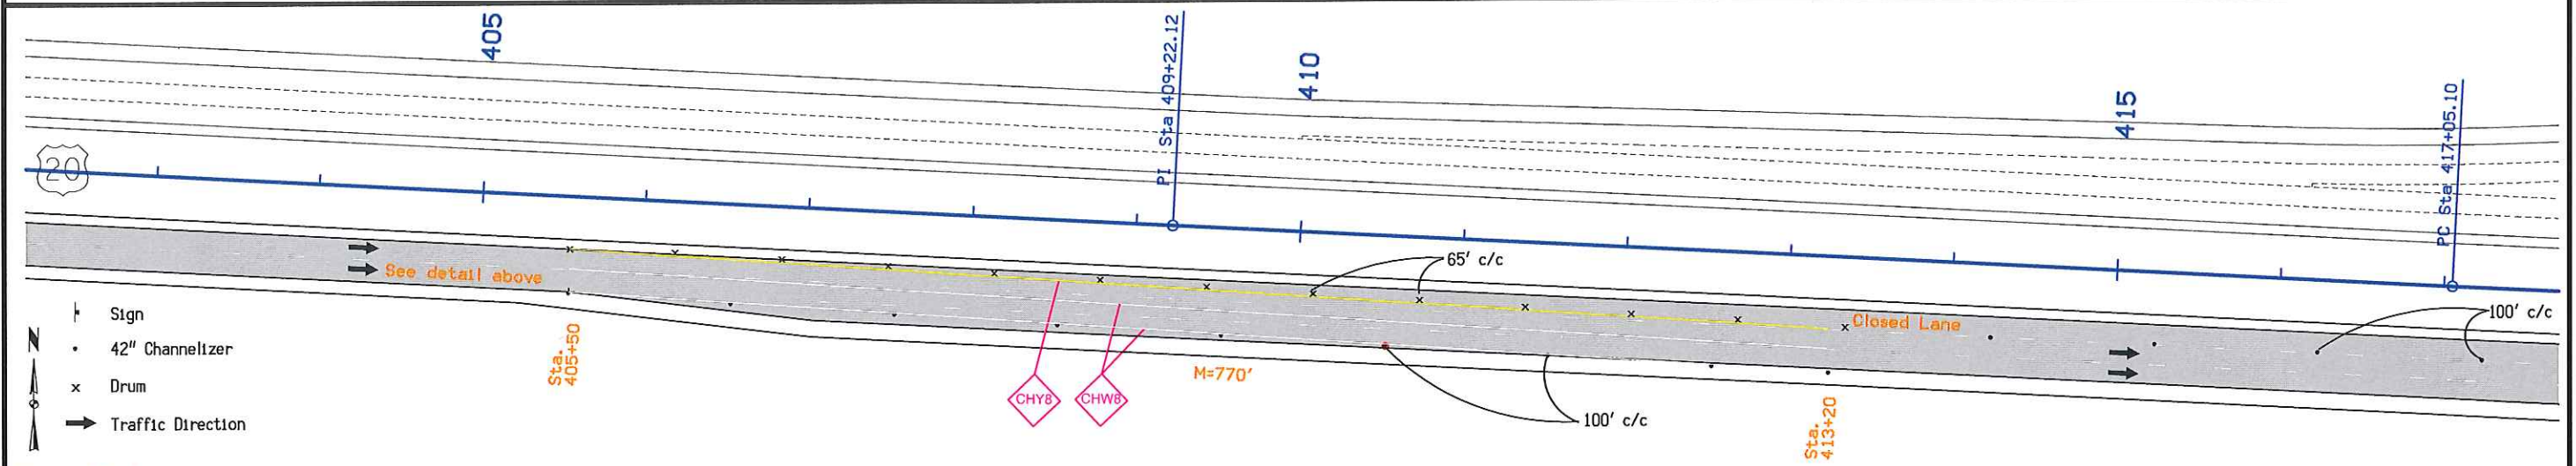 405
PI Sta 409+22.12
410
415
PC Sta 417+05.10
20
See detail above
65' c/c
Closed Lane
100' c/c
Sign
42" Channelizer
Drum
Traffic Direction
N
Sta.
405+50
CHY8
CHW8
M=770'
100' c/c
Sta.
413+20